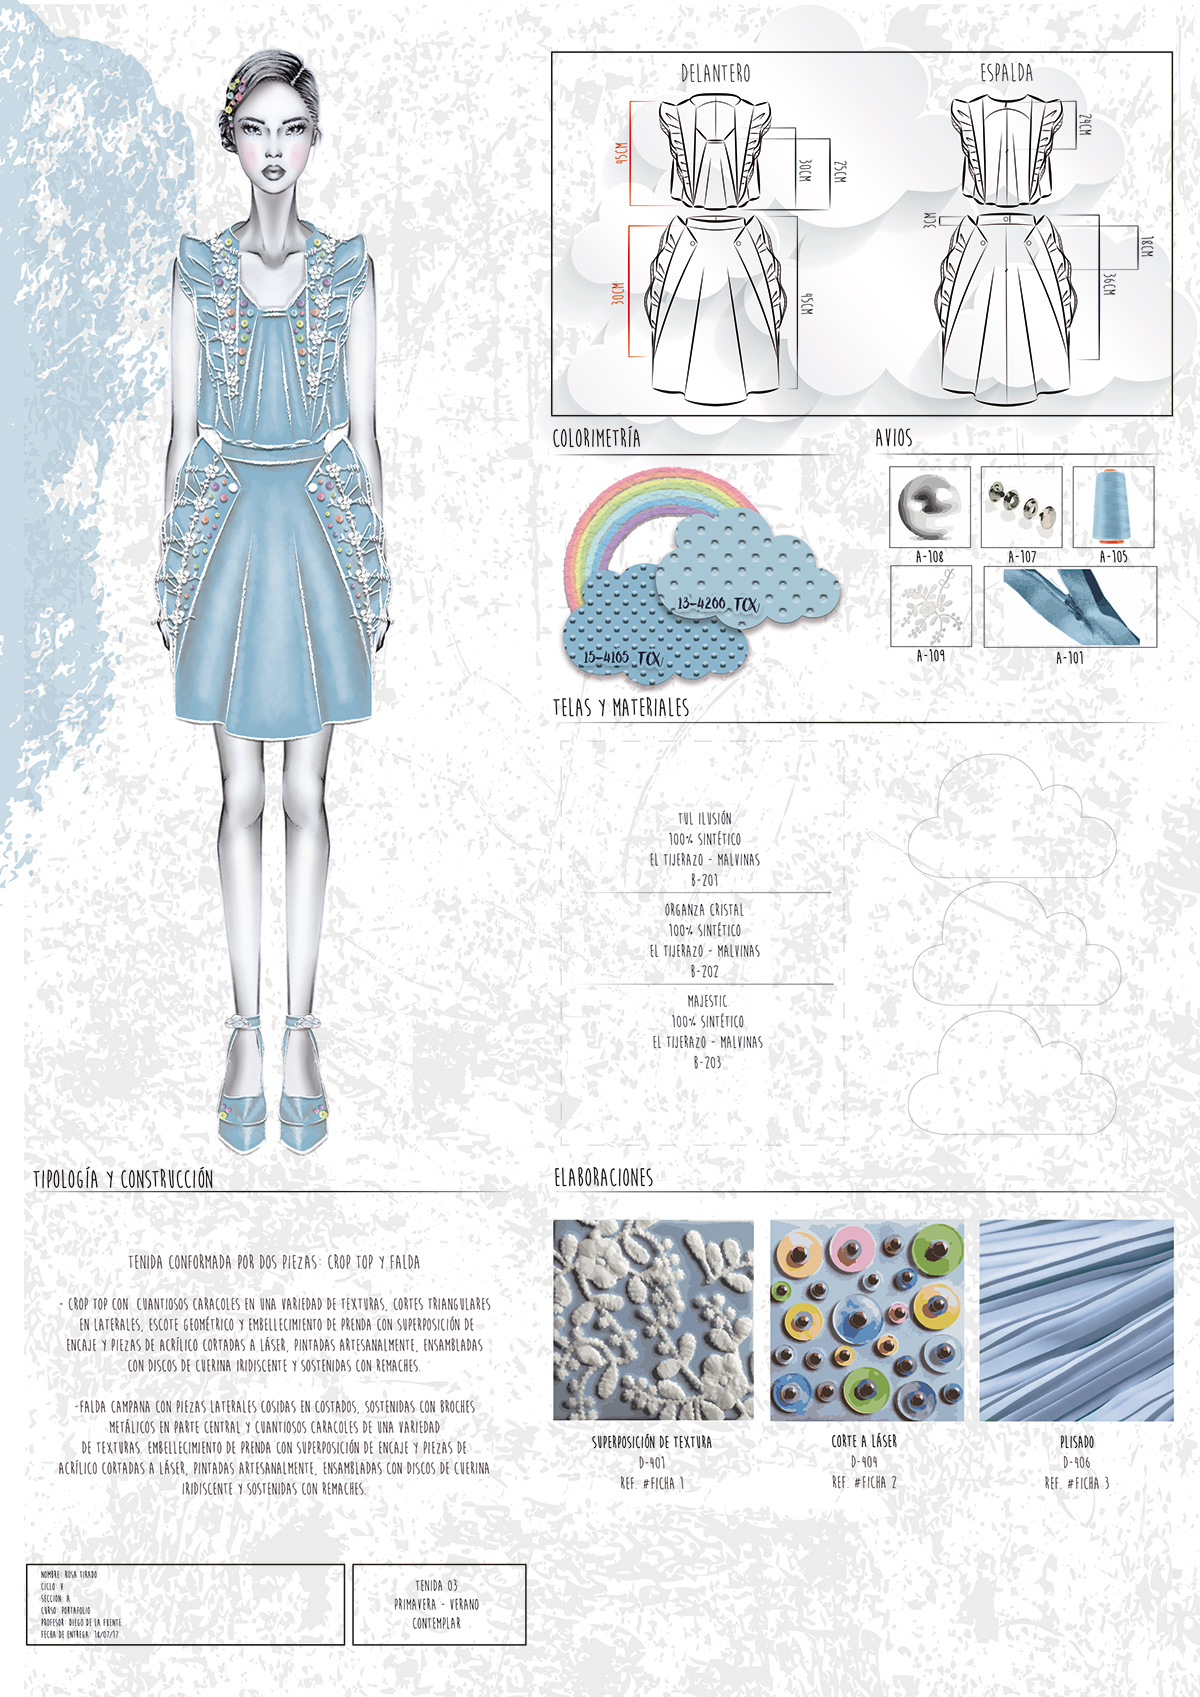 DELANTERO
ESPALDA
45CM
30CM
25CM
24CM
3CM
30CM
45CM
18CM
36CM
COLORIMETRÍA
AVIOS
13-4200 TCX
15-4105 TCX
A-108
A-107
A-105
A-109
A-101
TELAS Y MATERIALES
TUL ILUSIÓN
100% SINTÉTICO
EL TIJERAZO - MALVINAS
B-201
ORGANZA CRISTAL
100% SINTÉTICO
EL TIJERAZO - MALVINAS
B-202
MAJESTIC
100% SINTÉTICO
EL TIJERAZO - MALVINAS
B-203
TIPOLOGÍA Y CONSTRUCCIÓN
TENIDA CONFORMADA POR DOS PIEZAS: CROP TOP Y FALDA
- CROP TOP CON CUANTIOSOS CARACOLES EN UNA VARIEDAD DE TEXTURAS, CORTES TRIANGULARES
EN LATERALES, ESCOTE GEOMÉTRICO Y EMBELLECIMIENTO DE PRENDA CON SUPERPOSICIÓN DE
ENCAJE Y PIEZAS DE ACRÍLICO CORTADAS A LÁSER, PINTADAS ARTESANALMENTE, ENSAMBLADAS
CON DISCOS DE CUERINA IRIDISCENTE Y SOSTENIDAS CON REMACHES.
-FALDA CAMPANA CON PIEZAS LATERALES COSIDAS EN COSTADOS, SOSTENIDAS CON BROCHES
METÁLICOS EN PARTE CENTRAL Y CUANTIOSOS CARACOLES DE UNA VARIEDAD
DE TEXTURAS. EMBELLECIMIENTO DE PRENDA CON SUPERPOSICIÓN DE ENCAJE Y PIEZAS DE
ACRÍLICO CORTADAS A LÁSER, PINTADAS ARTESANALMENTE, ENSAMBLADAS CON DISCOS DE CUERINA
IRIDISCENTE Y SOSTENIDAS CON REMACHES.
ELABORACIONES
SUPERPOSICIÓN DE TEXTURA
D-401
REF. #FICHA 1
CORTE A LÁSER
D-404
REF. #FICHA 2
PLISADO
D-406
REF. #FICHA 3
NOMBRE: ROSA TIRADO
CICLO: V
SECCIÓN: A
CURSO: PORTAFOLIO
PROFESOR: DIEGO DE LA FUENTE
FECHA DE ENTREGA: 18/07/17
TENIDA 03
PRIMAVERA - VERANO
CONTEMPLAR